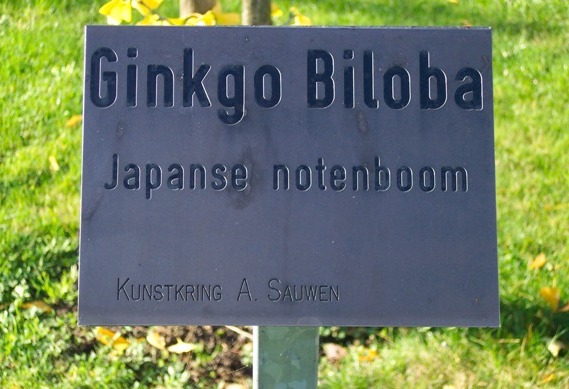 Ginkgo Biloba
Japanse notenboom
KUNSTKRING A. SAUWEN